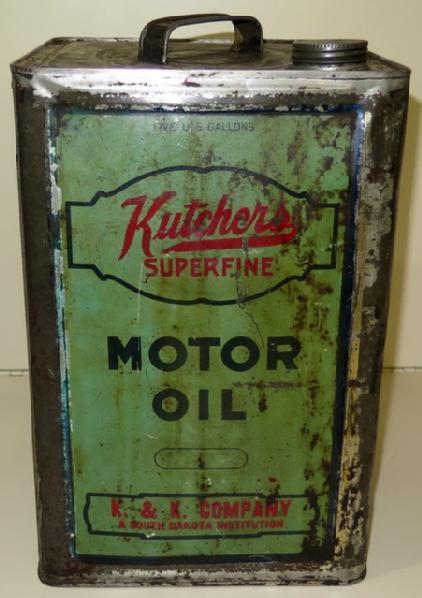 FIVE U.S. GALLONS
Kutchers
SUPERFINE
MOTOR
OIL
K. & K. COMPANY
A SOUTH DAKOTA INSTITUTION